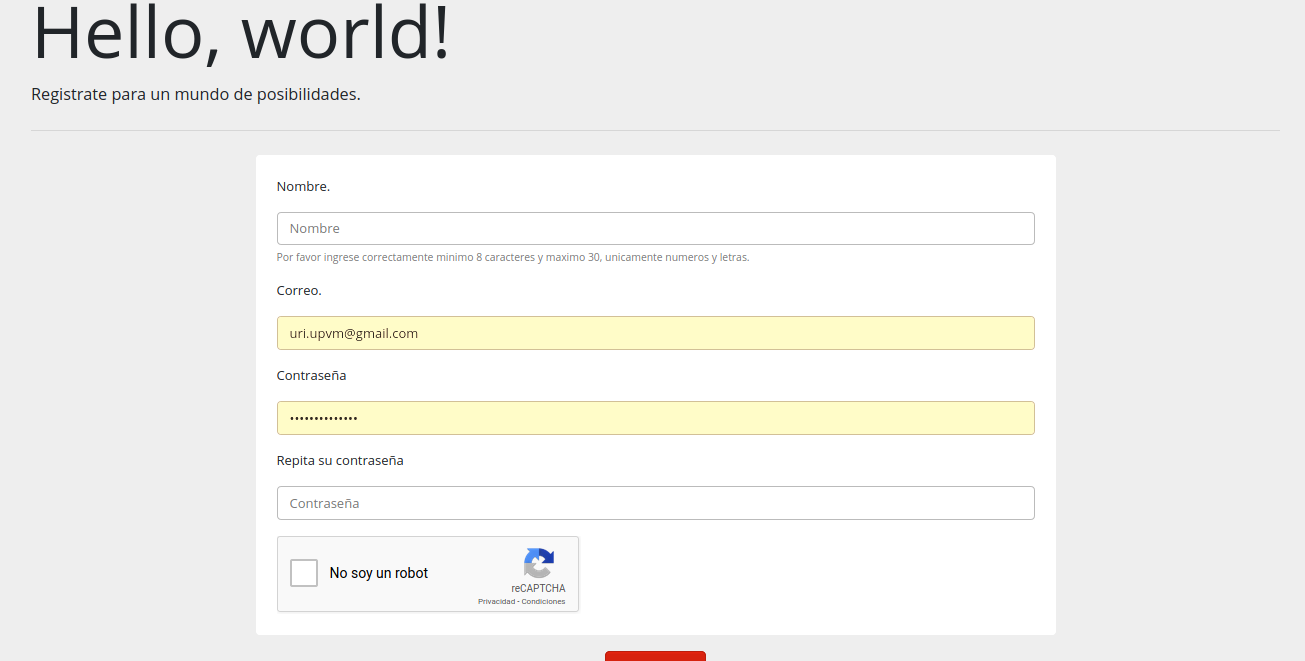 Hello, world!
Registrate para un mundo de posibilidades.
Nombre.
Nombre
Por favor ingrese correctamente minimo 8 caracteres y maximo 30, unicamente numeros y letras.
Correo.
uri.upvm@gmail.com
Contraseña
••••••••••••••
Repita su contraseña
Contraseña
No soy un robot
reCAPTCHA
Privacidad - Condiciones